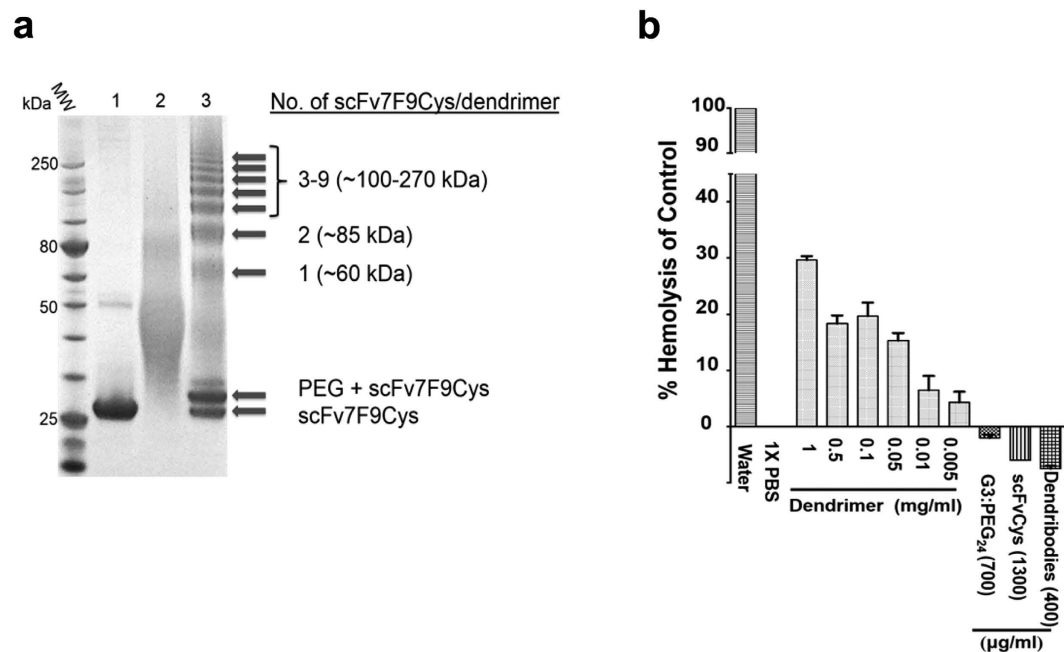 a
kDa MW 1 2 3 No. of scFv7F9Cys/dendrimer
250
3-9 (~100-270 kDa)
80
2 (~85 kDa)
1 (~60 kDa)
50
PEG + scFv7F9Cys
25
scFv7F9Cys
b
% Hemolysis of Control
100
90
40
30
20
10
0
Water
1X PBS
1
0.5
0.1
0.05
0.01
0.005
Dendrimer (mg/ml)
G3:PEG₂₄ (700)
scFvCys (1300)
Dendribodies (400)
(µg/ml)